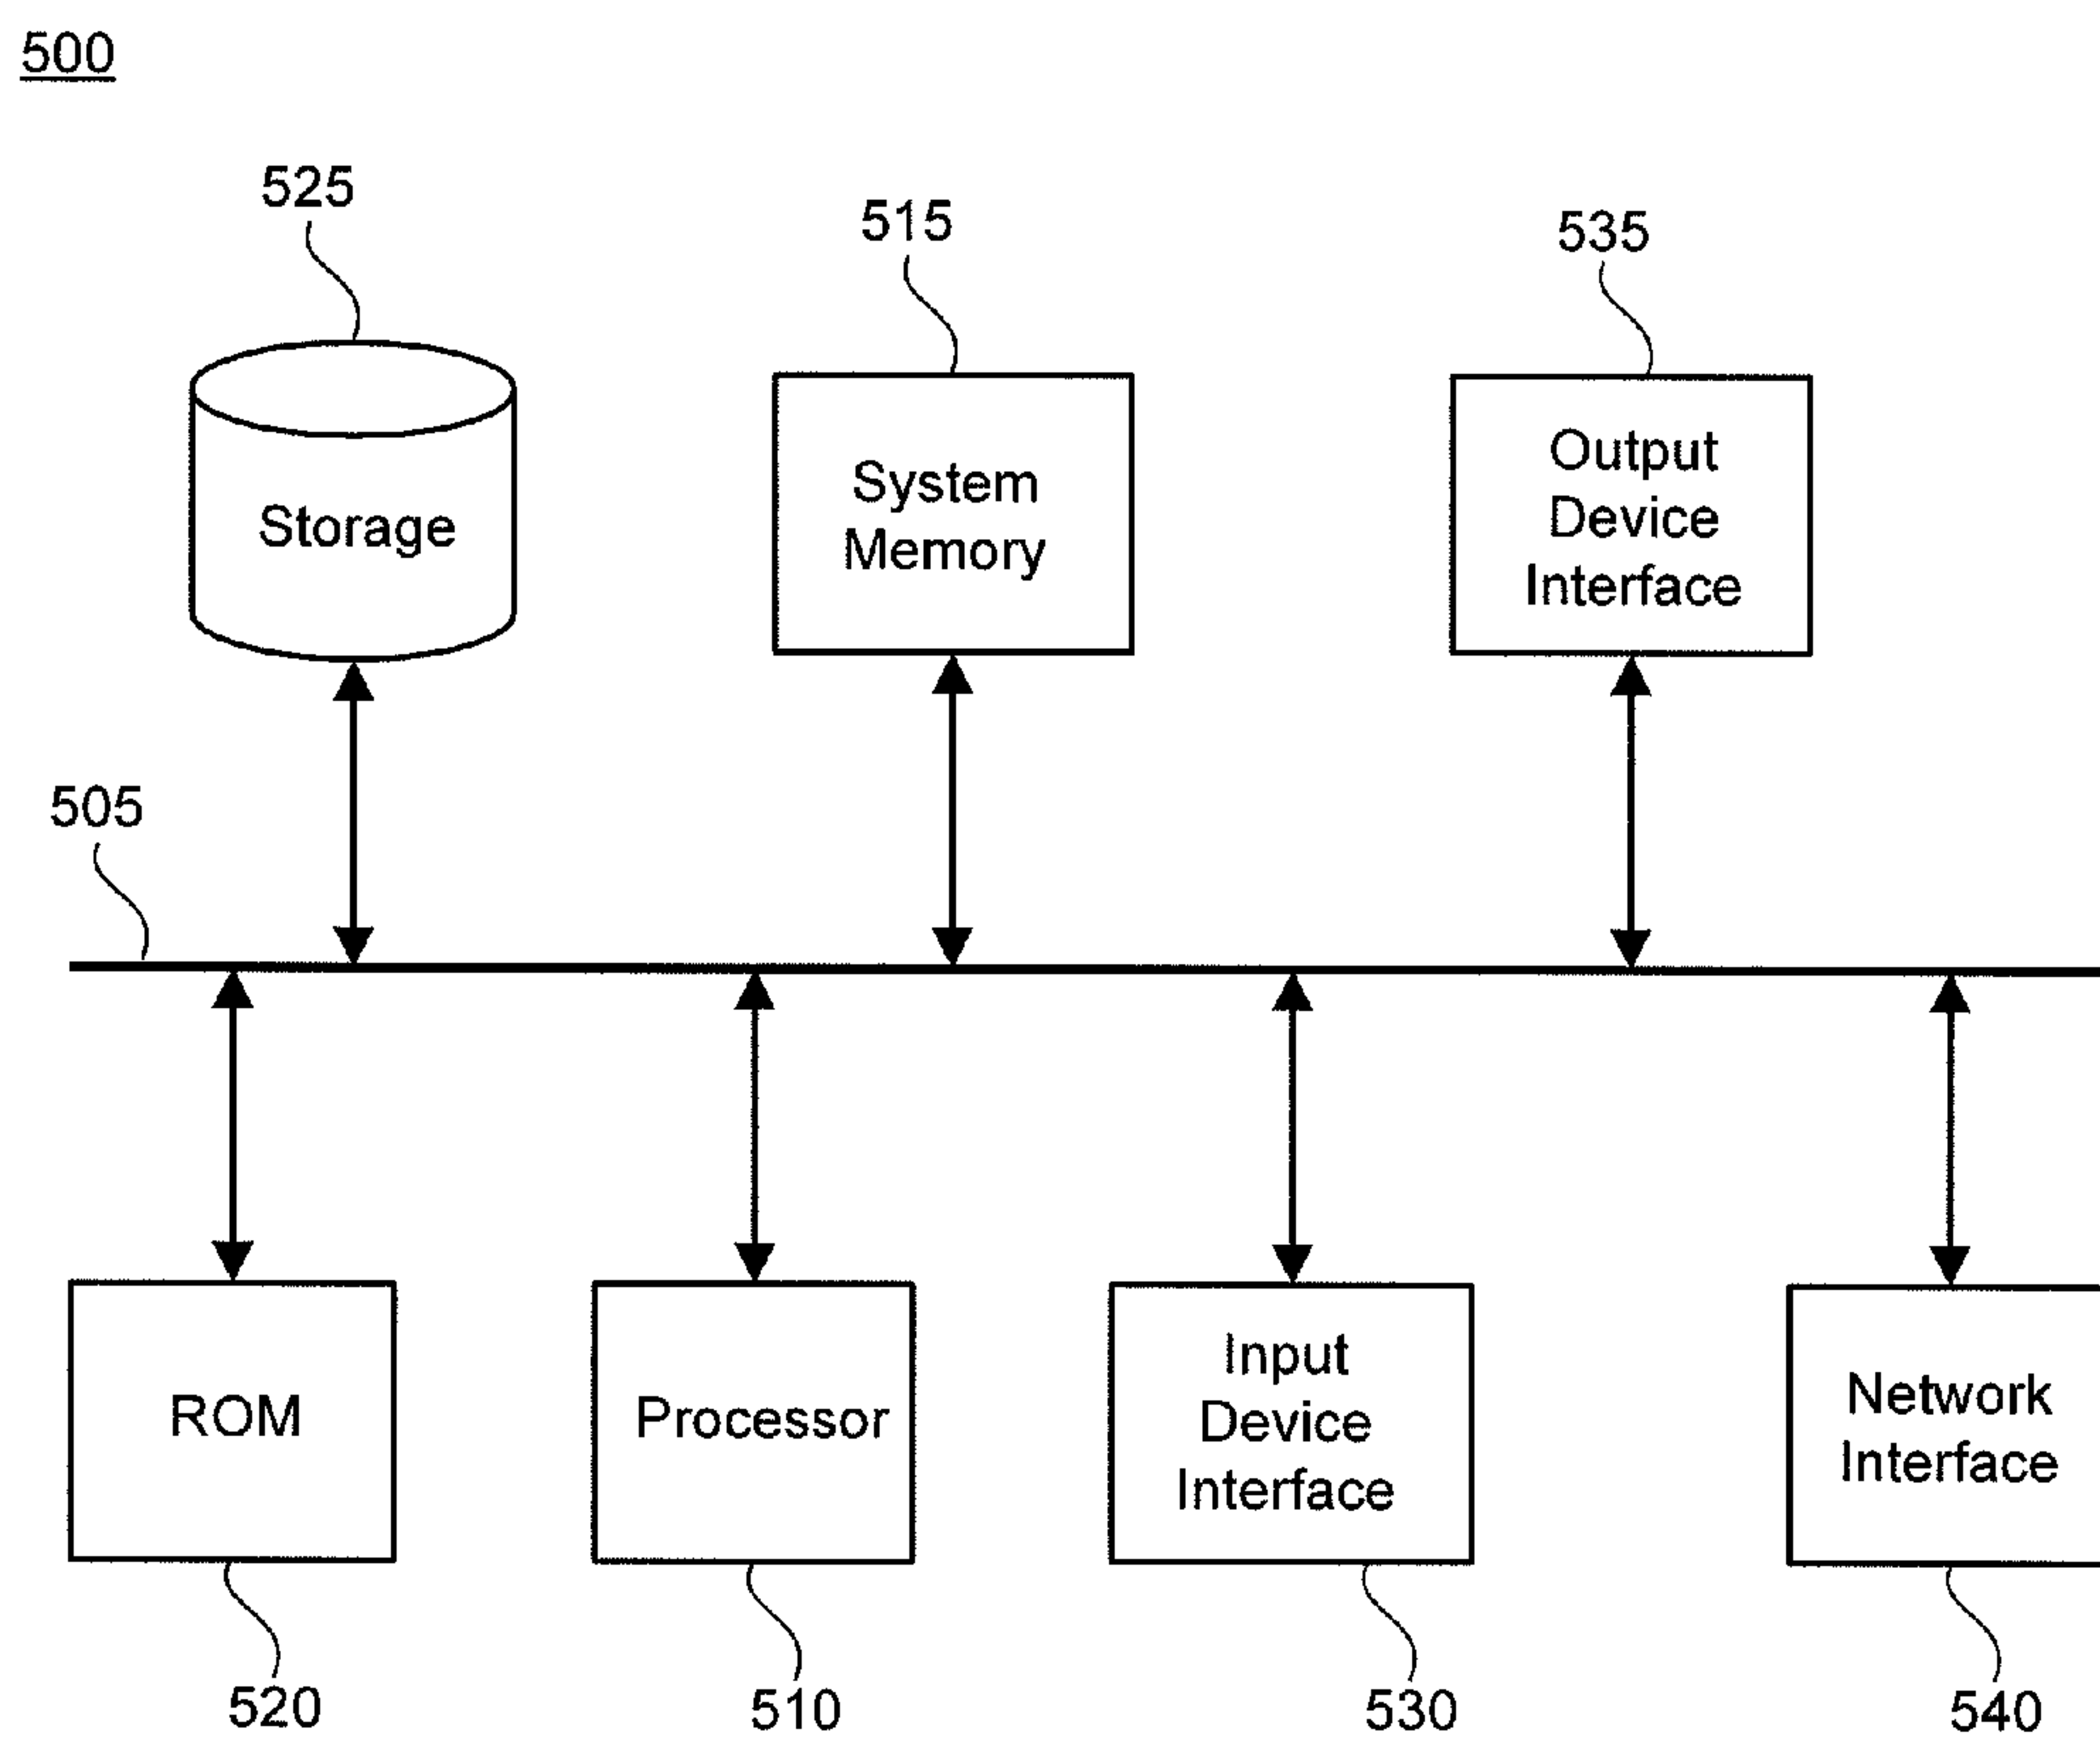 500
525
515
535
Storage
System
Memory
Output
Device
Interface
505
ROM
Processor
Input
Device
Interface
Network
Interface
520
510
530
540